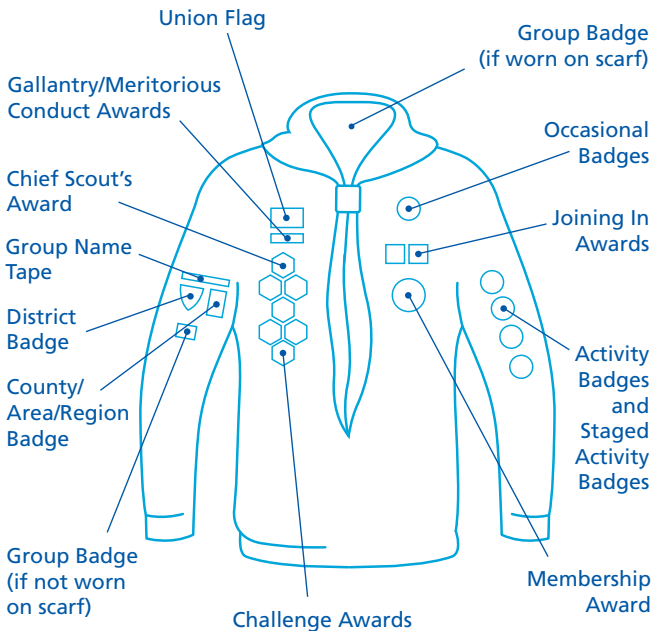 Union Flag
Group Badge
(if worn on scarf)
Gallantry/Meritorious
Conduct Awards
Occasional
Badges
Chief Scout's
Award
Joining In
Awards
Group Name
Tape
District
Badge
Activity
Badges
and
Staged
Activity
Badges
County/
Area/Region
Badge
Group Badge
(if not worn
on scarf)
Membership
Award
Challenge Awards